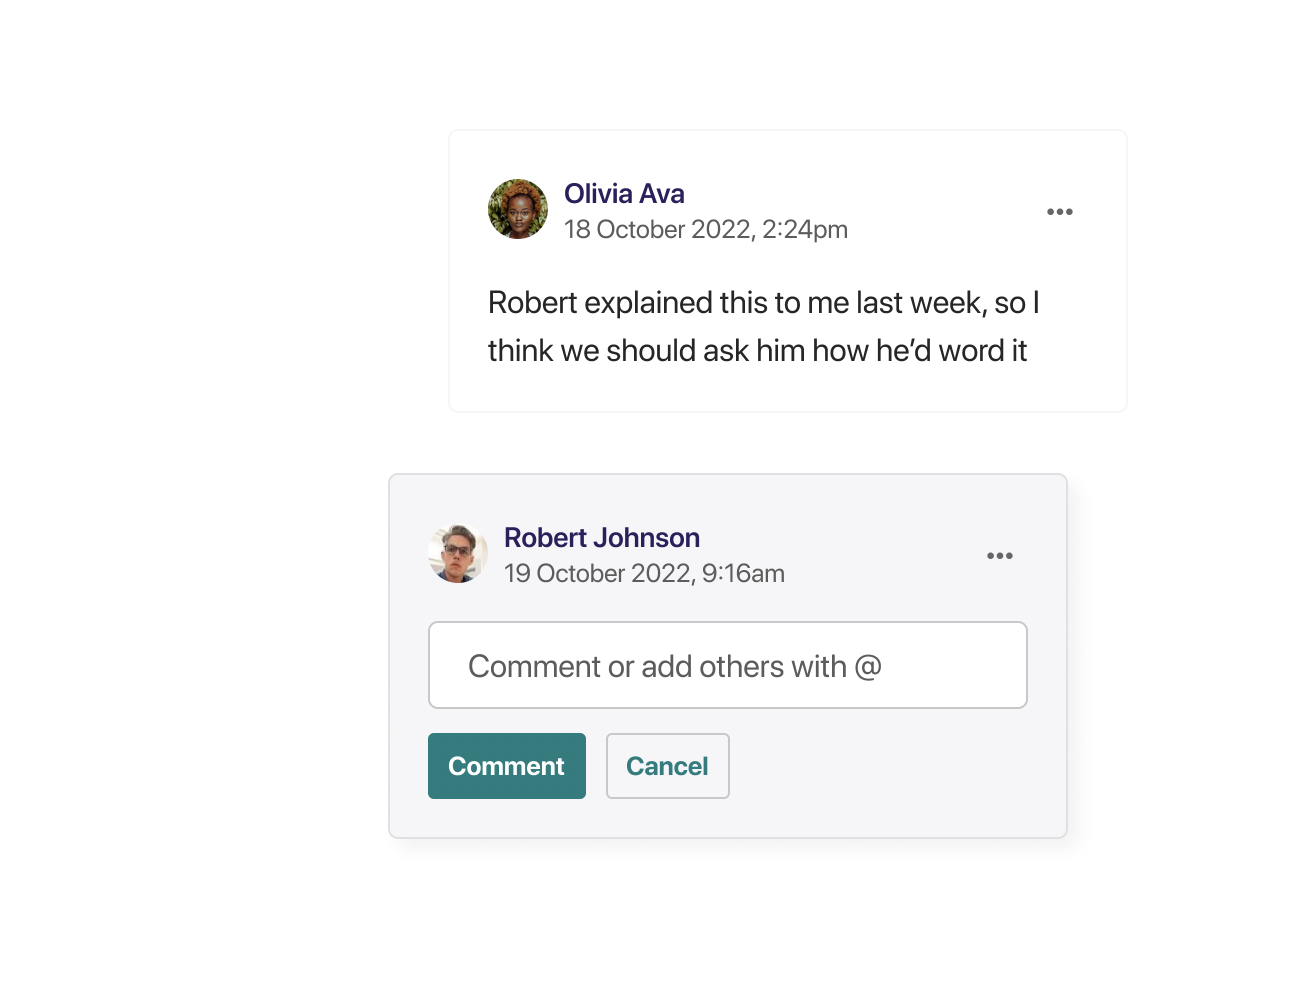 Olivia Ava
18 October 2022, 2:24pm
Robert explained this to me last week, so I
think we should ask him how he’d word it
Robert Johnson
19 October 2022, 9:16am
Comment or add others with @
Comment
Cancel